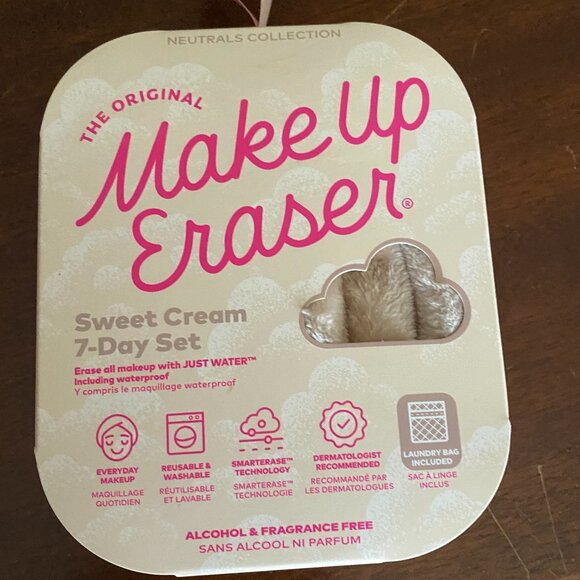 NEUTRALS COLLECTION
THE ORIGINAL
Make Up
Eraser®
Sweet Cream
7-Day Set
Erase all makeup with JUST WATER™
Including waterproof
Y compris le maquillage waterproof
EVERYDAY
MAKEUP
MAQUILLAGE
QUOTIDIEN
REUSABLE &
WASHABLE
RÉUTILISABLE
ET LAVABLE
SMARTERASE™
TECHNOLOGY
SMARTERASE™
TECHNOLOGIE
DERMATOLOGIST
RECOMMENDED
RECOMMANDÉ PAR
LES DERMATOLOGUES
LAUNDRY BAG
INCLUDED
SAC À LINGE
INCLUS
ALCOHOL & FRAGRANCE FREE
SANS ALCOOL NI PARFUM